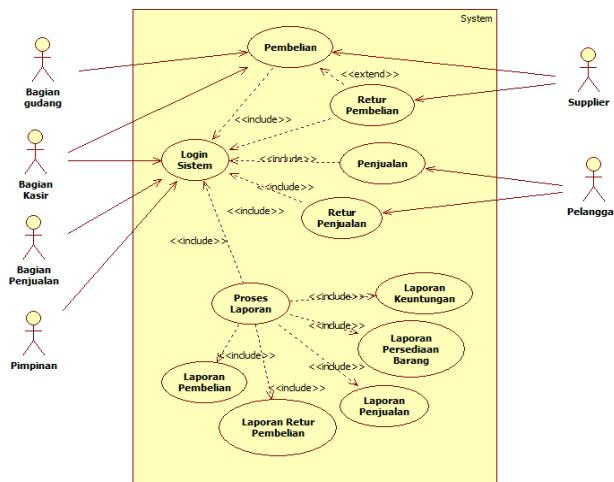 System
Pembelian
Bagian
gudang
<<extend>>
Supplier
Retur
Pembelian
<<include>>
Login
Sistem
<<include>>
Penjualan
Bagian
Kasir
Pelangga
<<include>>
Retur
Penjualan
<<include>>
Bagian
Penjualan
Proses
Laporan
<<include>>
Laporan
Keuntungan
<<include>>
Laporan
Persediaan
Barang
Pimpinan
<<include>>
<<include>>
Laporan
Pembelian
Laporan
Penjualan
Laporan Retur
Pembelian